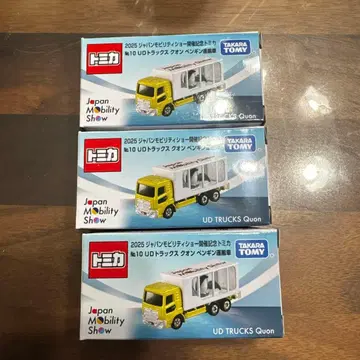 トミカ
2025 ジャパンモビリティショー開催記念トミカ
№10 UDトラックス クオン ペンギン運搬車
TAKARA
TOMY
Japan
Mobility
Show
UD TRUCKS Quon
トミカ
2025 ジャパンモビリティショー開催記念トミカ
№10 UDトラックス クオン ペンギン運搬車
TAKARA
TOMY
Japan
Mobility
Show
UD TRUCKS Quon
トミカ
2025 ジャパンモビリティショー開催記念トミカ
№10 UDトラックス クオン ペンギン運搬車
TAKARA
TOMY
Japan
Mobility
Show
UD TRUCKS Quon